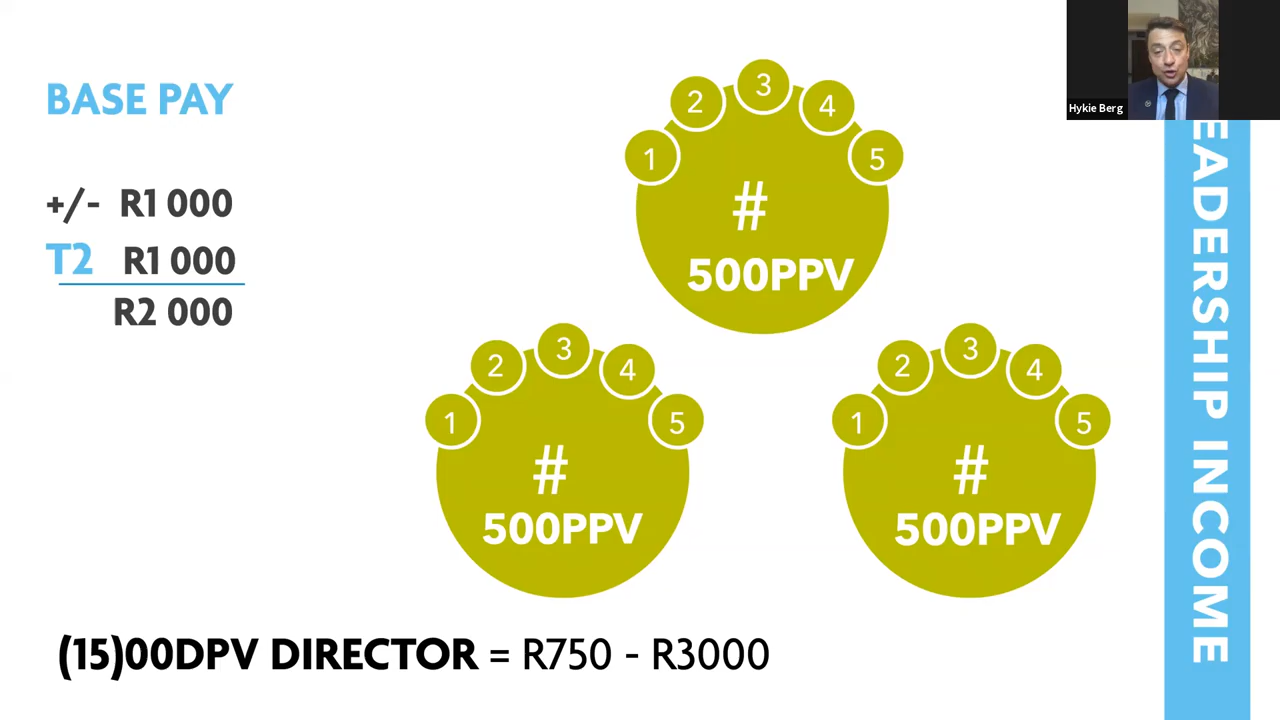 BASE PAY
+/- R1 000
T2 R1 000
R2 000
1 2 3 4 5
#
500PPV
1 2 3 4 5
#
500PPV
1 2 3 4 5
#
500PPV
(15)00DPV DIRECTOR = R750 - R3000
Hykie Berg
EADERSHIP INCOME